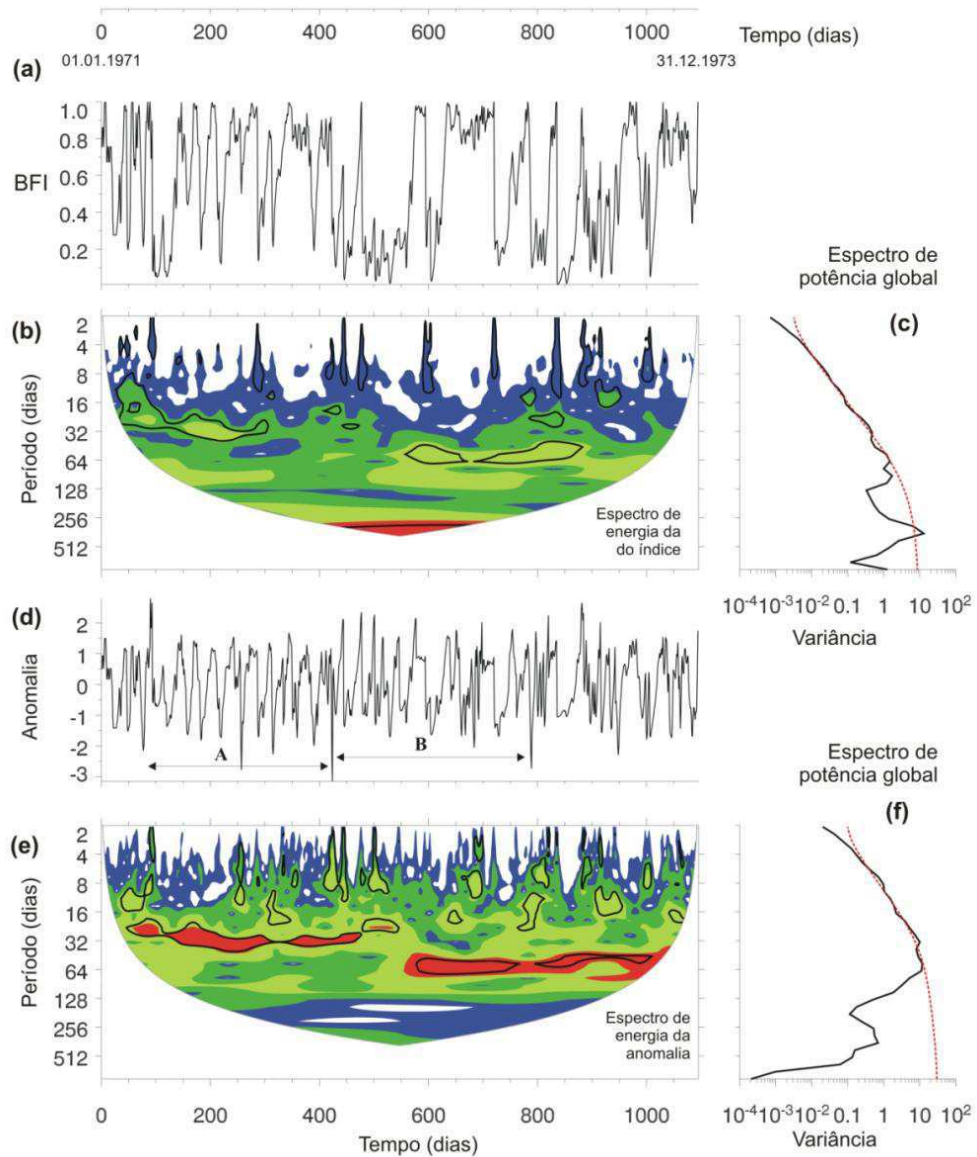 0 200 400 600 800 1000 Tempo (dias)
01.01.1971 31.12.1973
(a)
1.0
0.8
0.6
0.4
0.2
BFI
Espectro de
potência global
(b)
2
4
8
16
32
64
128
256
512
Período (dias)
Espectro de
energia da
do índice
(c)
10-4 10-3 10-2 0.1 1 10 102
Variância
(d)
2
1
0
-1
-2
-3
Anomalia
A
B
Espectro de
potência global
(e)
2
4
8
16
32
64
128
256
512
Período (dias)
Espectro de
energia da
anomalia
(f)
0 200 400 600 800 1000
Tempo (dias)
10-4 10-3 10-2 0.1 1 10 102
Variância